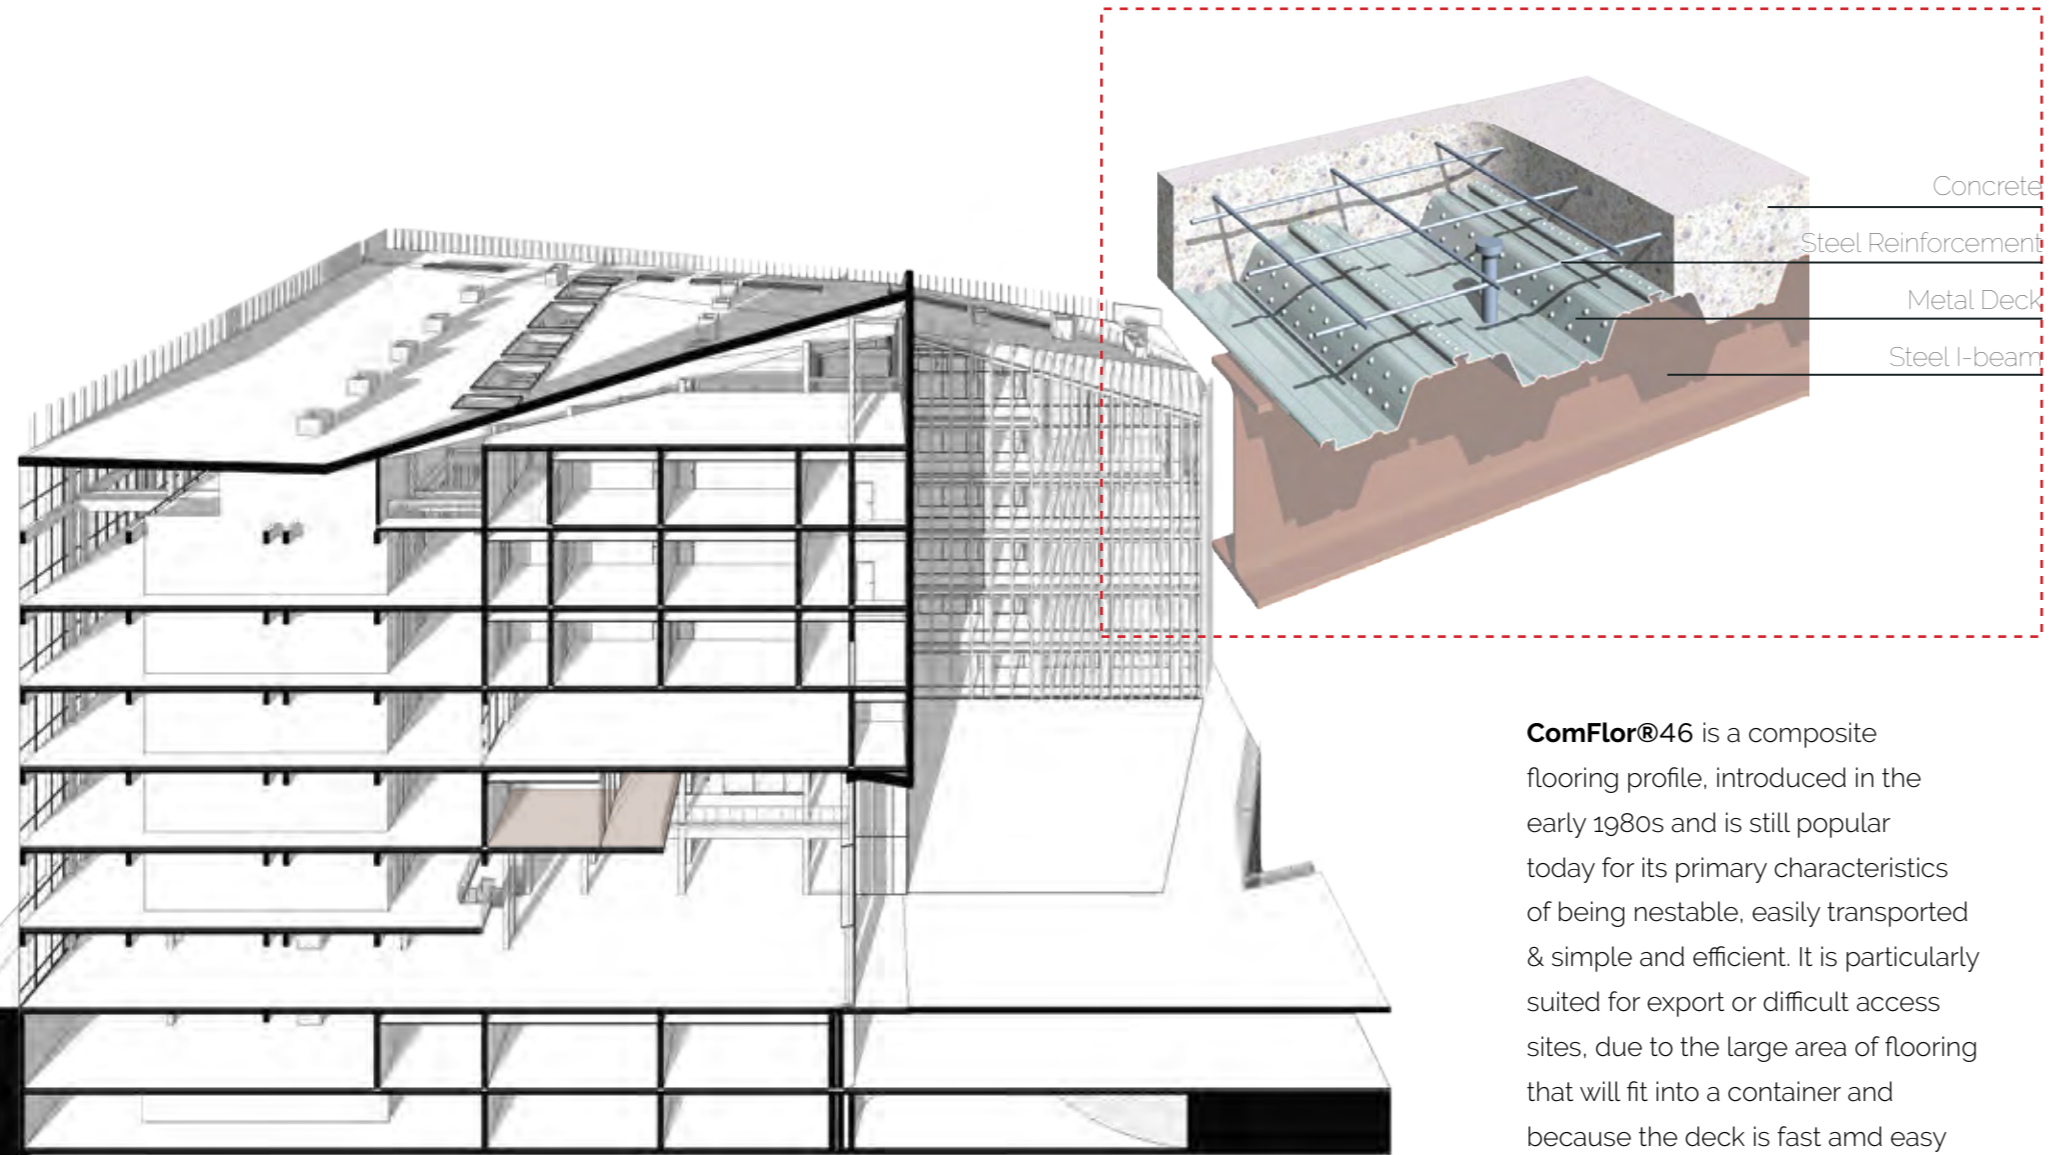 Concrete
Steel Reinforcement
Metal Deck
Steel I-beam
ComFlor®46 is a composite
flooring profile, introduced in the
early 1980s and is still popular
today for its primary characteristics
of being nestable, easily transported
& simple and efficient. It is particularly
suited for export or difficult access
sites, due to the large area of flooring
that will fit into a container and
because the deck is fast amd easy